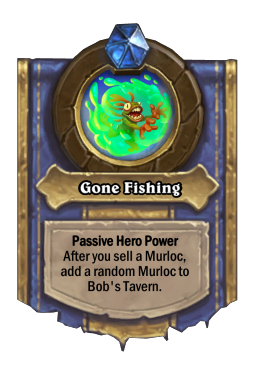 Gone Fishing
Passive Hero Power
After you sell a Murloc,
add a random Murloc to
Bob's Tavern.